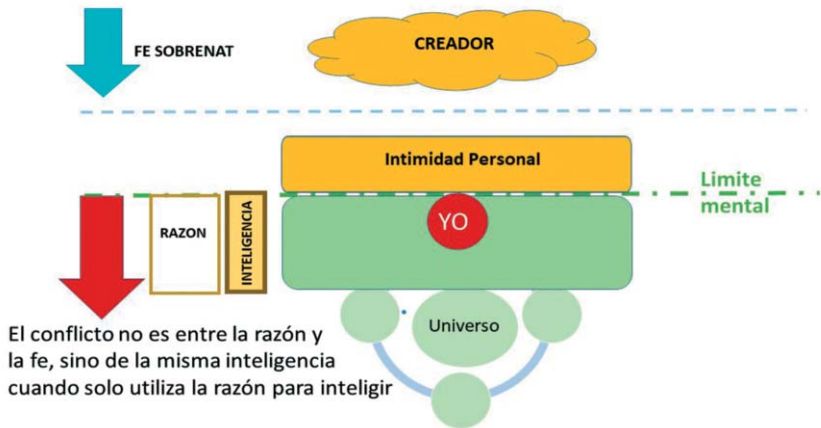 FE SOBRENAT
CREADOR
Intimidad Personal
Limite
mental
RAZON
INTELIGENCIA
YO
Universo
El conflicto no es entre la razón y
la fe, sino de la misma inteligencia
cuando solo utiliza la razón para inteligir